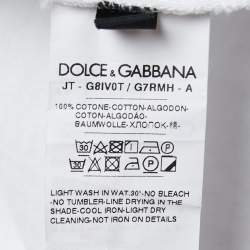 DOLCE & GABBANA
JT - G8IV0T / G7RMH - A
100% COTONE-COTTON-ALGODON-
COTON-ALGODÃO-
BAUMWOLLE-ХЛОПОК-棉
30
P
LIGHT WASH IN WAT.30°-NO BLEACH
-NO TUMBLER-LINE DRYING IN THE
SHADE-COOL IRON-LIGHT DRY
CLEANING-NOT IRON ON DETAILS